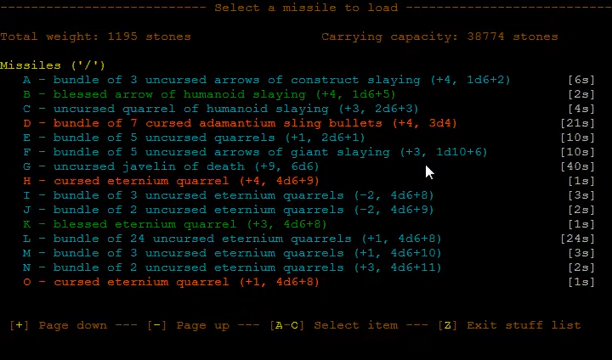 -------------------------- Select a missile to load --------------------------
Total weight: 1195 stones Carrying capacity: 38774 stones
Missiles ('/')
A - bundle of 3 uncursed arrows of construct slaying (+4, 1d6+2) [6s]
B - blessed arrow of humanoid slaying (+4, 1d6+5) [2s]
C - uncursed quarrel of humanoid slaying (+3, 2d6+3) [4s]
D - bundle of 7 cursed adamantium sling bullets (+4, 3d4) [21s]
E - bundle of 5 uncursed quarrels (+1, 2d6+1) [10s]
F - bundle of 5 uncursed arrows of giant slaying (+3, 1d10+6) [10s]
G - uncursed javelin of death (+9, 6d6) [40s]
H - cursed eternium quarrel (+4, 4d6+9) [1s]
I - bundle of 3 uncursed eternium quarrels (-2, 4d6+8) [3s]
J - bundle of 2 uncursed eternium quarrels (-2, 4d6+9) [2s]
K - blessed eternium quarrel (+3, 4d6+8) [1s]
L - bundle of 24 uncursed eternium quarrels (+1, 4d6+8) [24s]
M - bundle of 3 uncursed eternium quarrels (+1, 4d6+10) [3s]
N - bundle of 2 uncursed eternium quarrels (+3, 4d6+11) [2s]
O - cursed eternium quarrel (+1, 4d6+8) [1s]
[+] Page down --- [-] Page up --- [A-O] Select item --- [Z] Exit stuff list